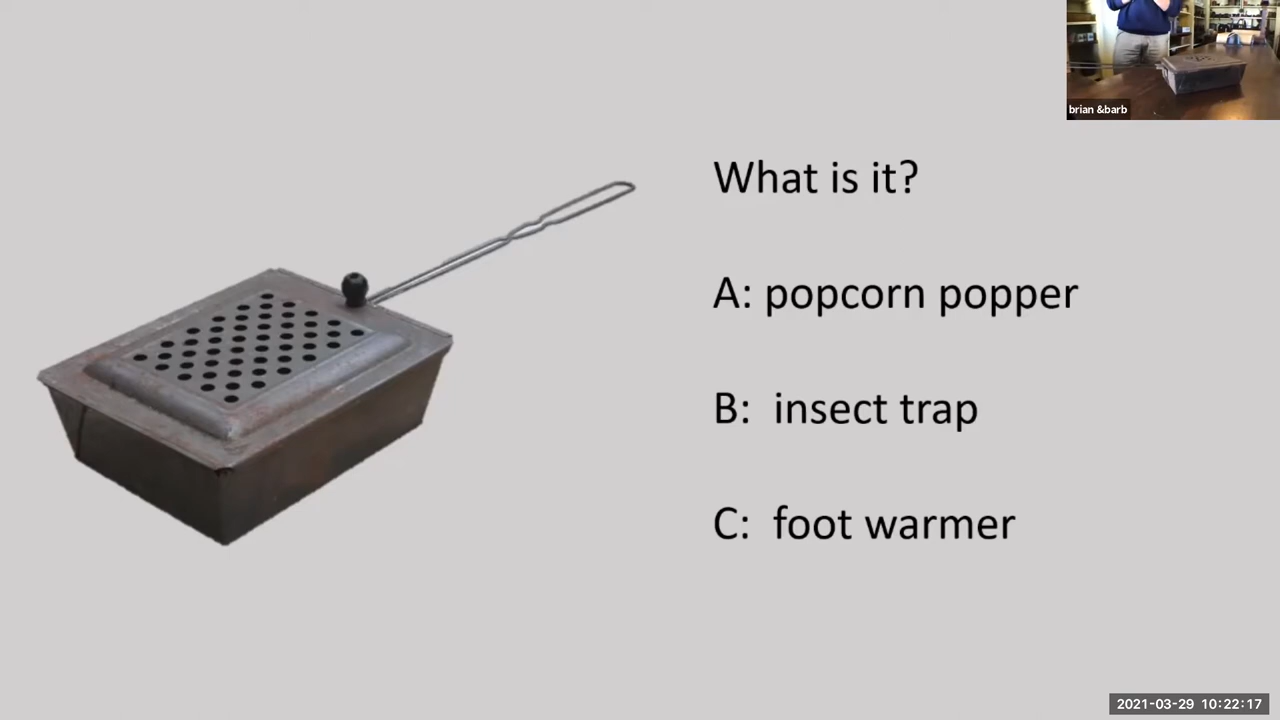 brian &barb
What is it?
A: popcorn popper
B: insect trap
C: foot warmer
2021-03-29 10:22:17